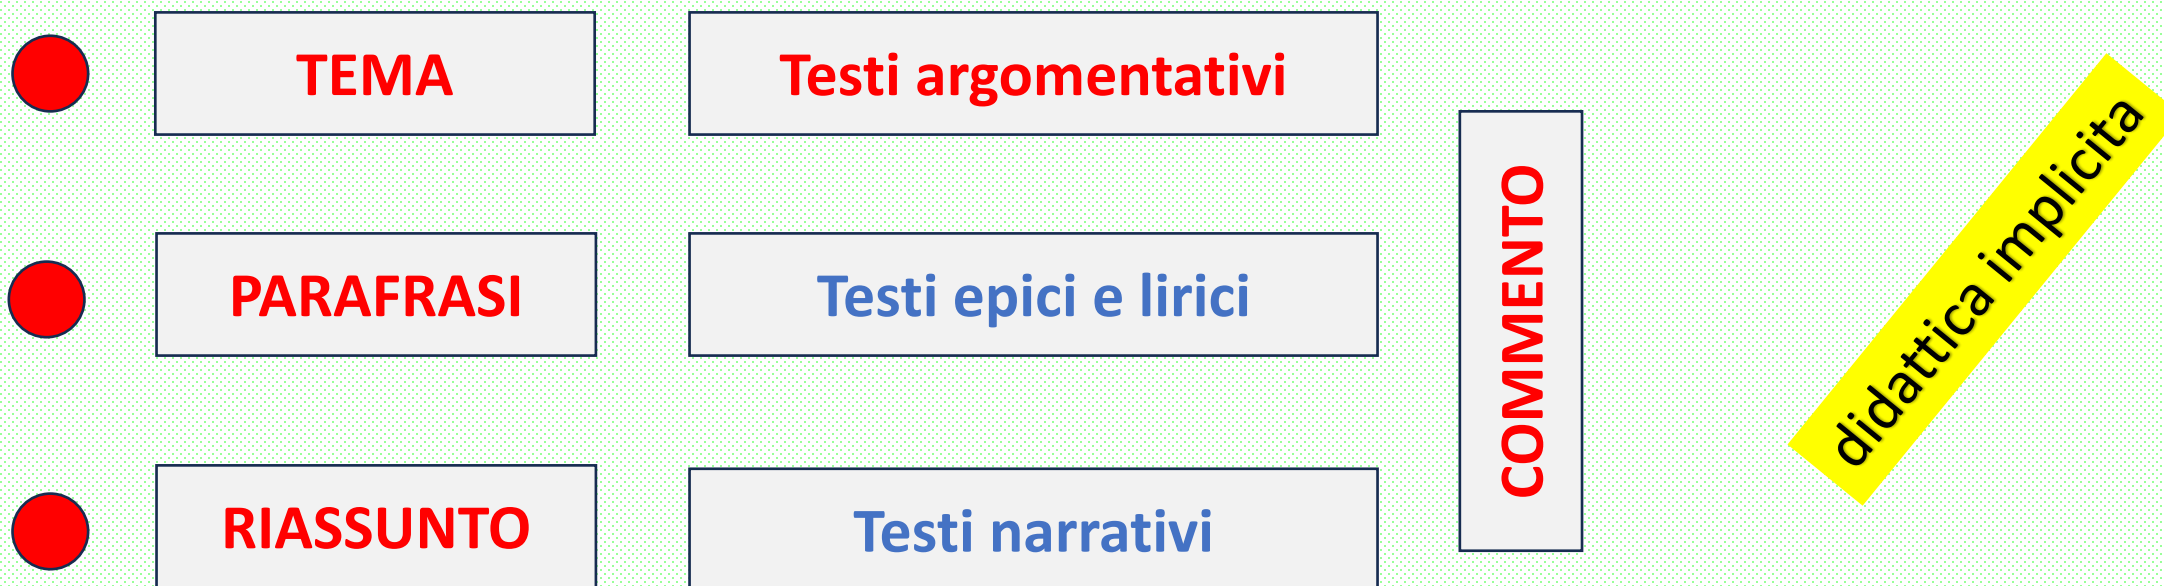 TEMA
Testi argomentativi
PARAFRASI
Testi epici e lirici
RIASSUNTO
Testi narrativi
COMMENTO
didattica implicita